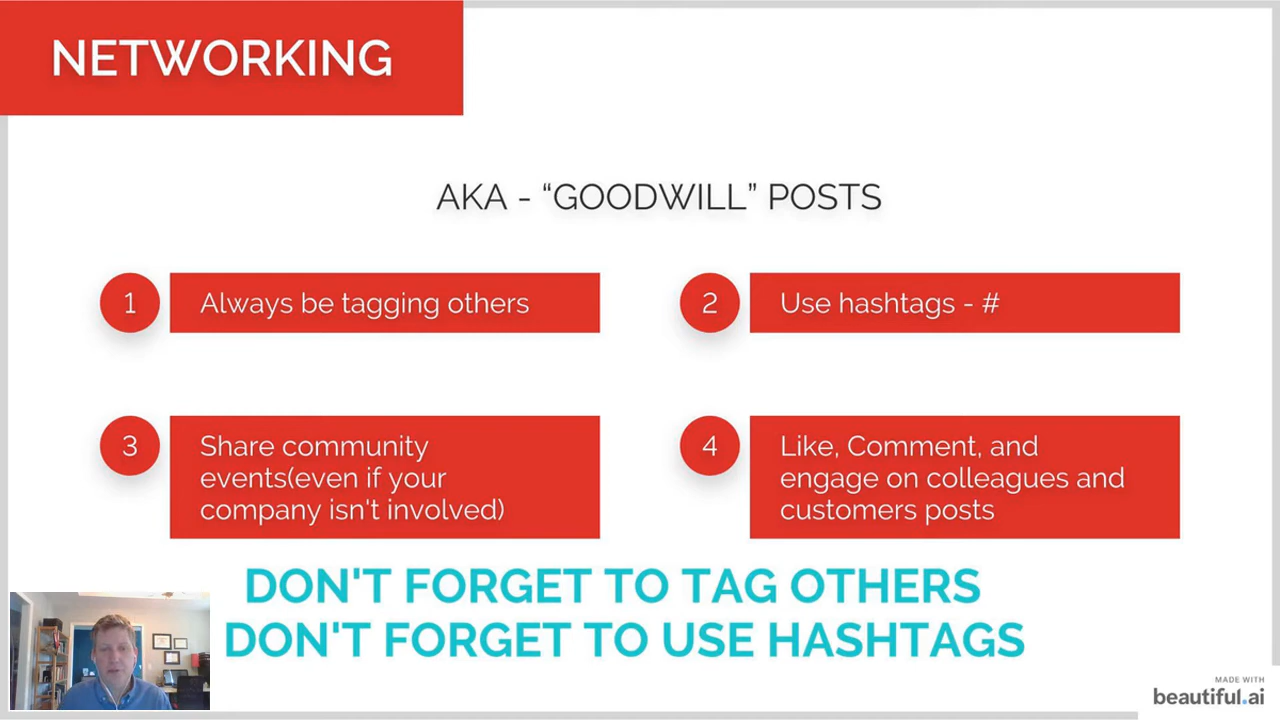 NETWORKING
AKA - “GOODWILL” POSTS
1
Always be tagging others
2
Use hashtags - #
3
Share community
events(even if your
company isn't involved)
4
Like, Comment, and
engage on colleagues and
customers posts
DON'T FORGET TO TAG OTHERS
DON'T FORGET TO USE HASHTAGS
MADE WITH
beautiful.ai